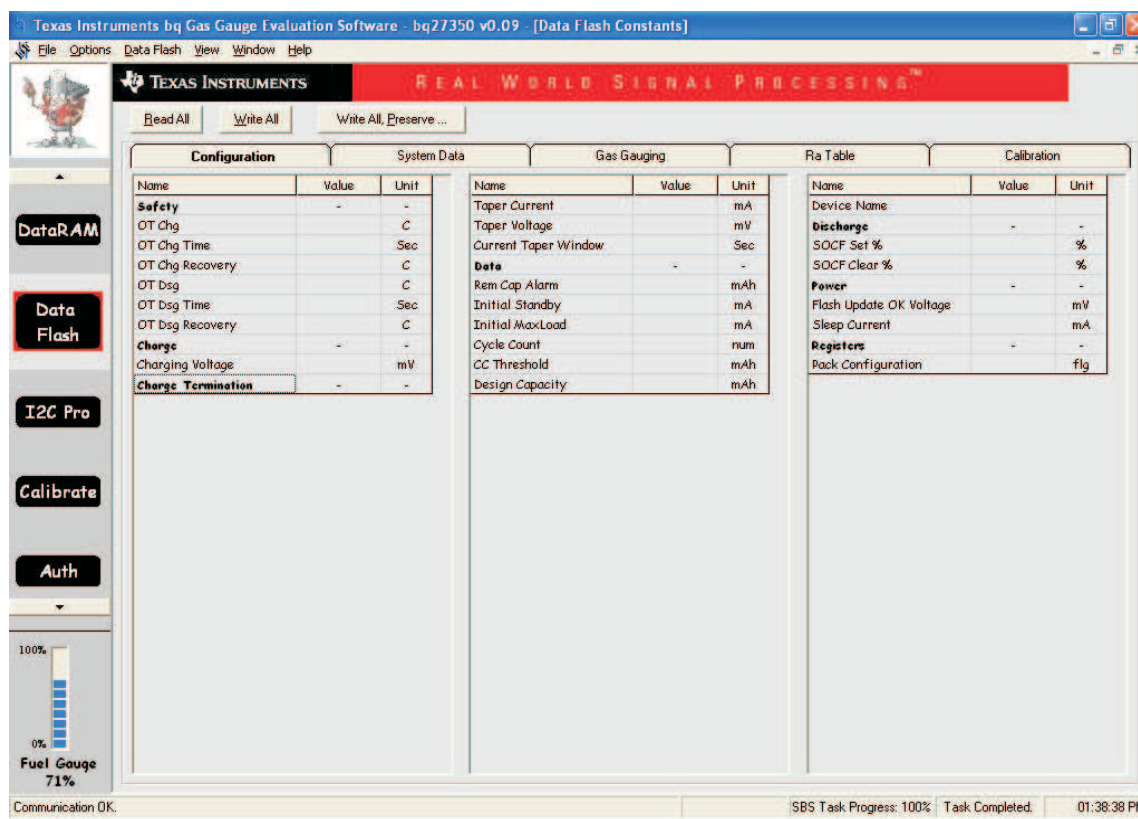 Texas Instruments bq Gas Gauge Evaluation Software - bq27350 v0.09 - [Data Flash Constants]
File Options Data Flash View Window Help
TEXAS INSTRUMENTS REAL WORLD SIGNAL PROCESSING™
Read All Write All Write All, Preserve ...
Configuration System Data Gas Gauging Ra Table Calibration
Name Value Unit
Safety - -
OT Chg C
OT Chg Time Sec
OT Chg Recovery C
OT Dsg C
OT Dsg Time Sec
OT Dsg Recovery C
Charge - -
Charging Voltage mV
Charge Termination - -
Name Value Unit
Taper Current mA
Taper Voltage mV
Current Taper Window Sec
Data - -
Rem Cap Alarm mAh
Initial Standby mA
Initial MaxLoad mA
Cycle Count num
CC Threshold mAh
Design Capacity mAh
Name Value Unit
Device Name
Discharge - -
SOCF Set % %
SOCF Clear % %
Power - -
Flash Update OK Voltage mV
Sleep Current mA
Registers - -
Pack Configuration flg
DataRAM
Data
Flash
I2C Pro
Calibrate
Auth
100%
0%
Fuel Gauge
71%
Communication OK. SBS Task Progress: 100% Task Completed. 01:38:38 P